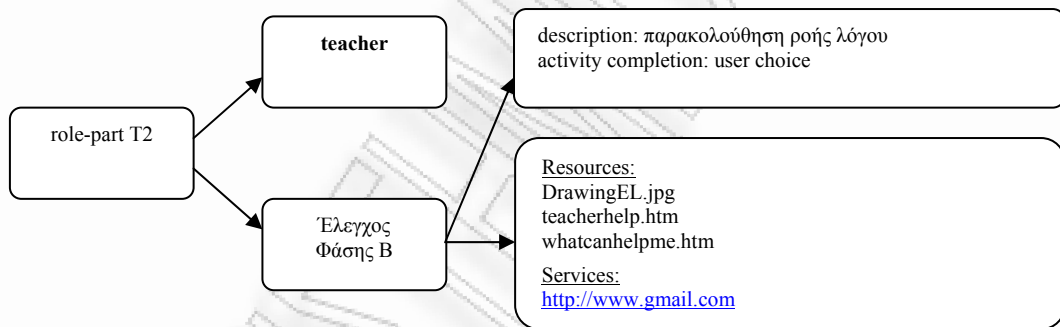 role-part T2
teacher
Έλεγχος
Φάσης Β
description: παρακολούθηση ροής λόγου
activity completion: user choice
Resources:
DrawingEL.jpg
teacherhelp.htm
whatcanhelpme.htm
Services:
http://www.gmail.com